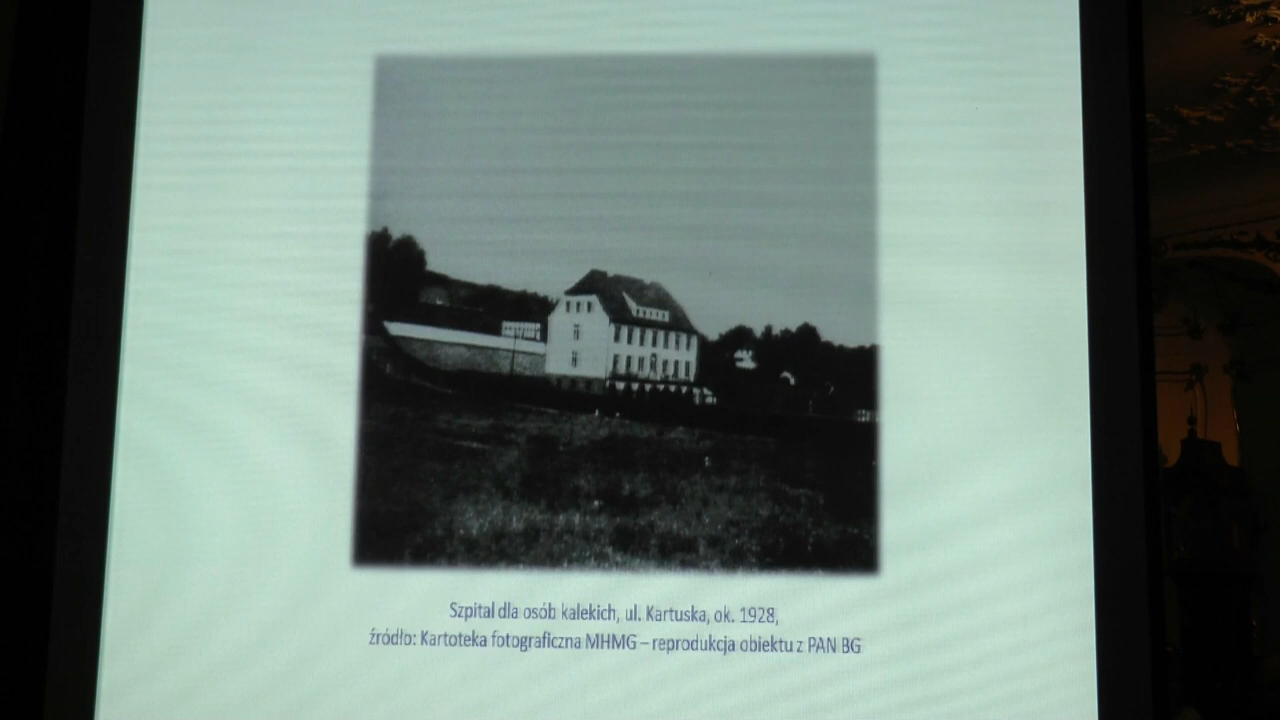 Szpital dla osób kalekich, ul. Kartuska, ok. 1928,
źródło: Kartoteka fotograficzna MHMG – reprodukcja obiektu z PAN BG